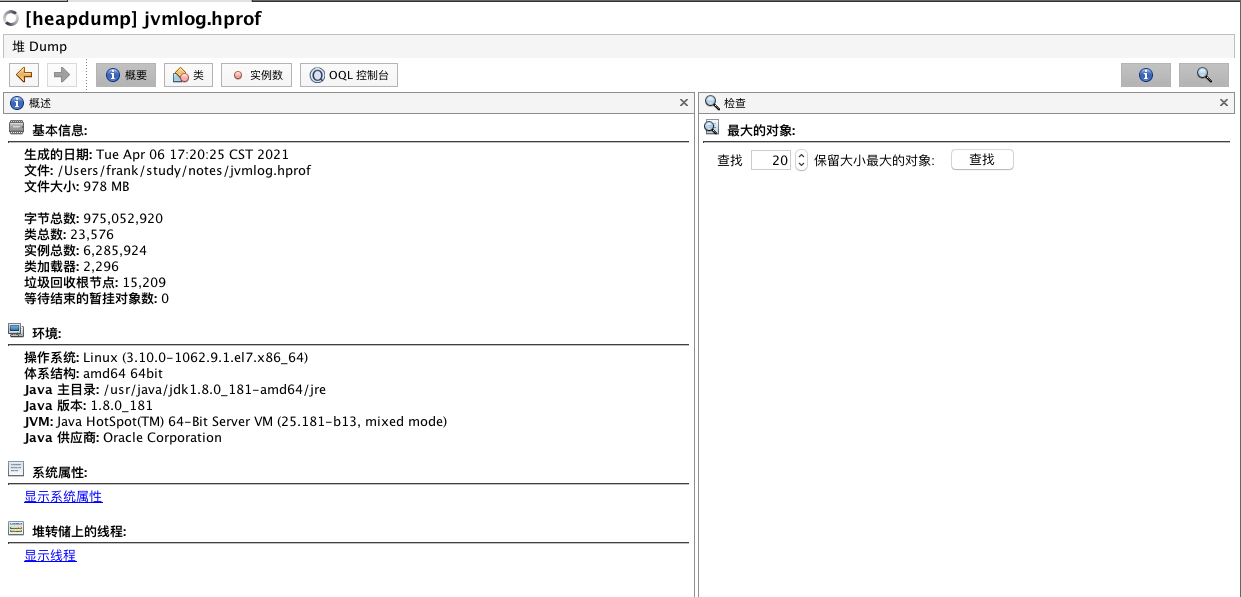 [heapdump] jvmlog.hprof
堆 Dump
概要 类 实例数 OQL 控制台
概述
基本信息:
生成的日期: Tue Apr 06 17:20:25 CST 2021
文件: /Users/frank/study/notes/jvmlog.hprof
文件大小: 978 MB
字节总数: 975,052,920
类总数: 23,576
实例总数: 6,285,924
类加载器: 2,296
垃圾回收根节点: 15,209
等待结束的暂挂对象数: 0
环境:
操作系统: Linux (3.10.0-1062.9.1.el7.x86_64)
体系结构: amd64 64bit
Java 主目录: /usr/java/jdk1.8.0_181-amd64/jre
Java 版本: 1.8.0_181
JVM: Java HotSpot(TM) 64-Bit Server VM (25.181-b13, mixed mode)
Java 供应商: Oracle Corporation
系统属性:
显示系统属性
堆转储上的线程:
显示线程
检查
最大的对象:
查找 20 保留大小最大的对象: 查找